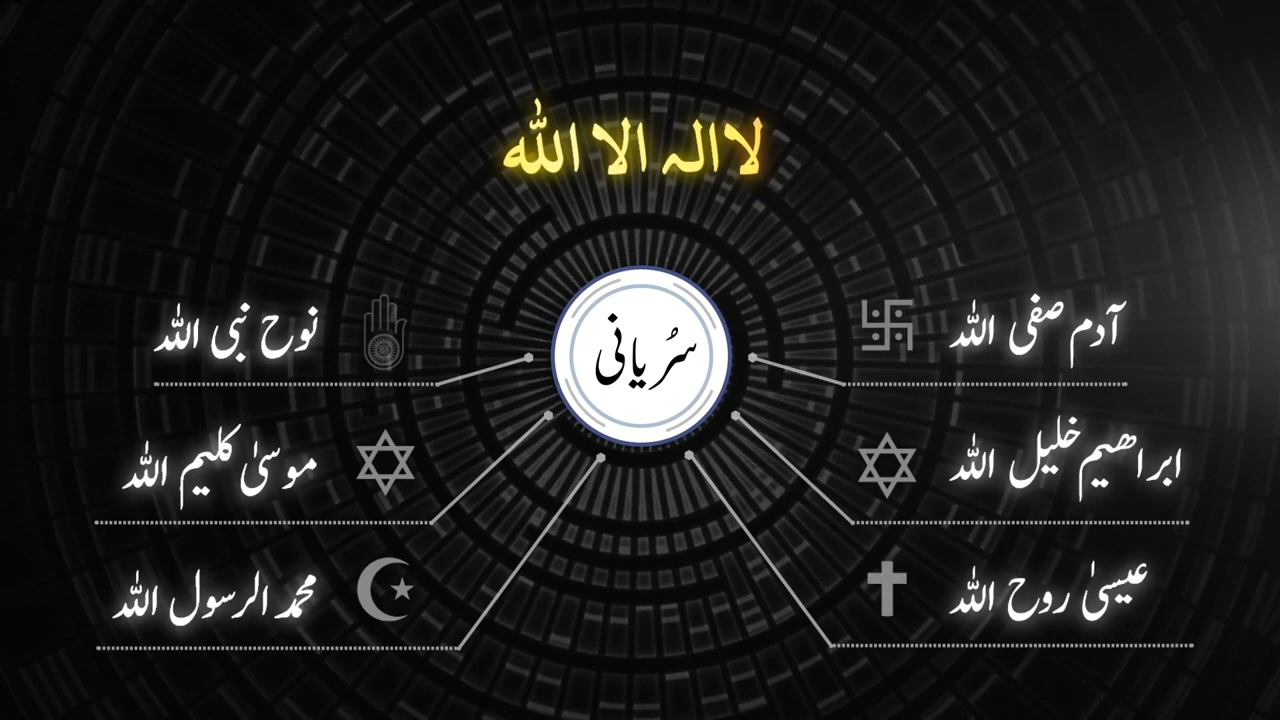 لا الہ الا اللہ
سُریانی
آدم صفی اللہ
نوح نبی اللہ
ابراھیم خلیل اللہ
موسیٰ کلیم اللہ
عیسیٰ روح اللہ
محمد الرسول اللہ